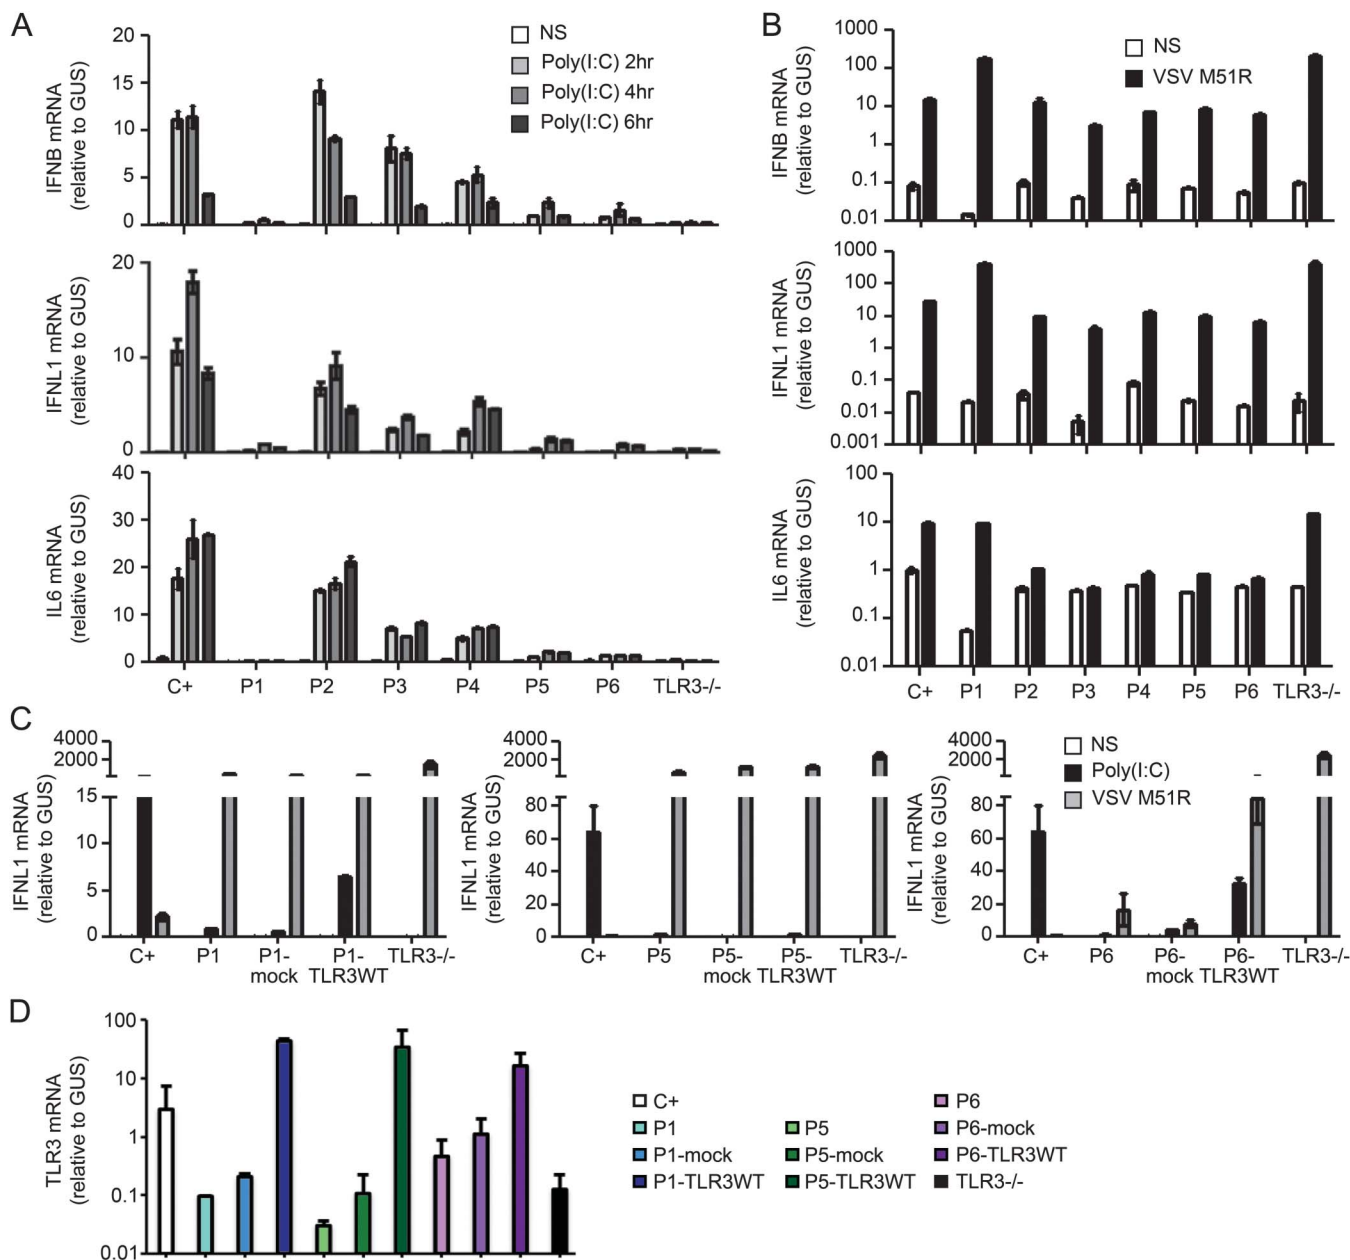 A
20
15
10
5
0
IFNB mRNA
(relative to GUS)
NS
Poly(I:C) 2hr
Poly(I:C) 4hr
Poly(I:C) 6hr
20
10
0
IFNL1 mRNA
(relative to GUS)
40
30
20
10
0
IL6 mRNA
(relative to GUS)
C+ P1 P2 P3 P4 P5 P6 TLR3-/-
B
1000
100
10
1
0.1
0.01
IFNB mRNA
(relative to GUS)
NS
VSV M51R
1000
100
10
1
0.1
0.01
0.001
IFNL1 mRNA
(relative to GUS)
100
10
1
0.1
0.01
IL6 mRNA
(relative to GUS)
C+ P1 P2 P3 P4 P5 P6 TLR3-/-
C
4000
2000
15
10
5
0
IFNL1 mRNA
(relative to GUS)
C+ P1 P1- P1- TLR3-/-
mock TLR3WT
4000
2000
80
60
40
20
0
IFNL1 mRNA
(relative to GUS)
C+ P5 P5- P5- TLR3-/-
mock TLR3WT
4000
2000
80
60
40
20
0
IFNL1 mRNA
(relative to GUS)
NS
Poly(I:C)
VSV M51R
C+ P6 P6- P6- TLR3-/-
mock TLR3WT
D
100
10
1
0.1
0.01
TLR3 mRNA
(relative to GUS)
C+
P1
P1-mock
P1-TLR3WT
P5
P5-mock
P5-TLR3WT
P6
P6-mock
P6-TLR3WT
TLR3-/-